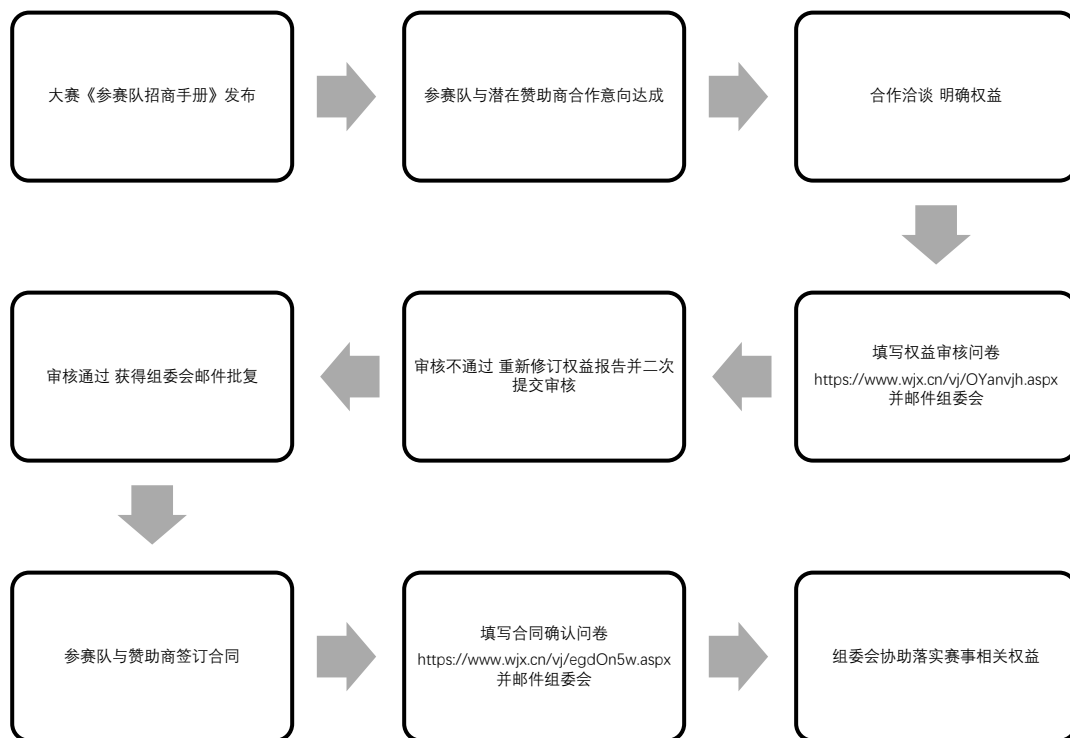 大赛《参赛队招商手册》发布
参赛队与潜在赞助商合作意向达成
合作洽谈 明确权益
填写权益审核问卷
https://www.wjx.cn/vj/OYanvjh.aspx
并邮件组委会
审核不通过 重新修订权益报告并二次
提交审核
审核通过 获得组委会邮件批复
参赛队与赞助商签订合同
填写合同确认问卷
https://www.wjx.cn/vj/egdOn5w.aspx
并邮件组委会
组委会协助落实赛事相关权益